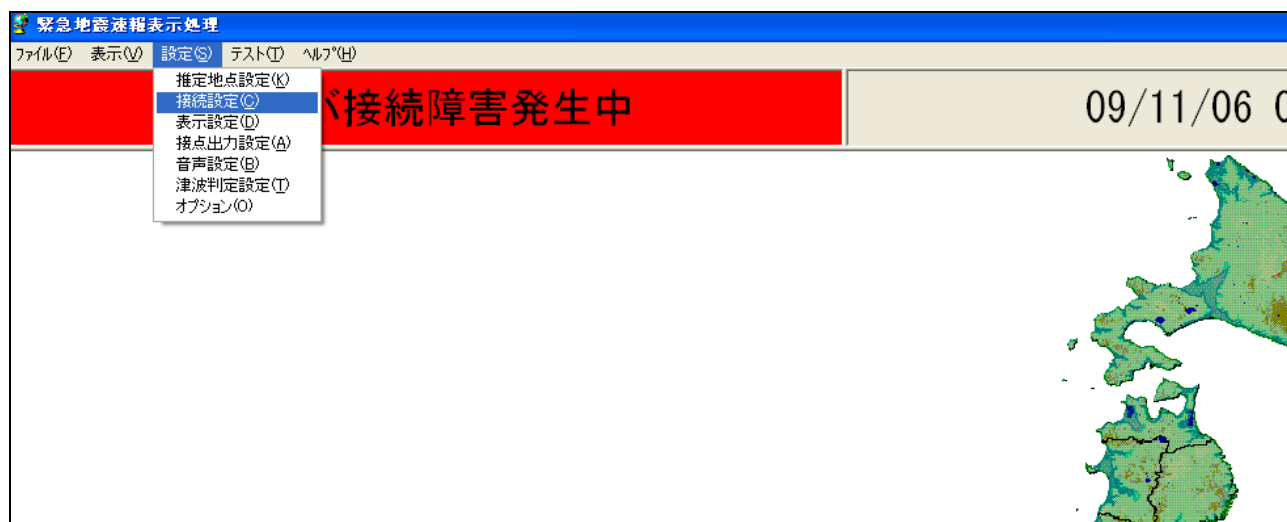 緊急地震速報表示処理
ファイル(F) 表示(V) 設定(S) テスト(T) ヘルプ(H)
推定地点設定(K)
接続設定(C)
表示設定(D)
接点出力設定(A)
音声設定(B)
津波判定設定(T)
オプション(O)
接続障害発生中
09/11/06